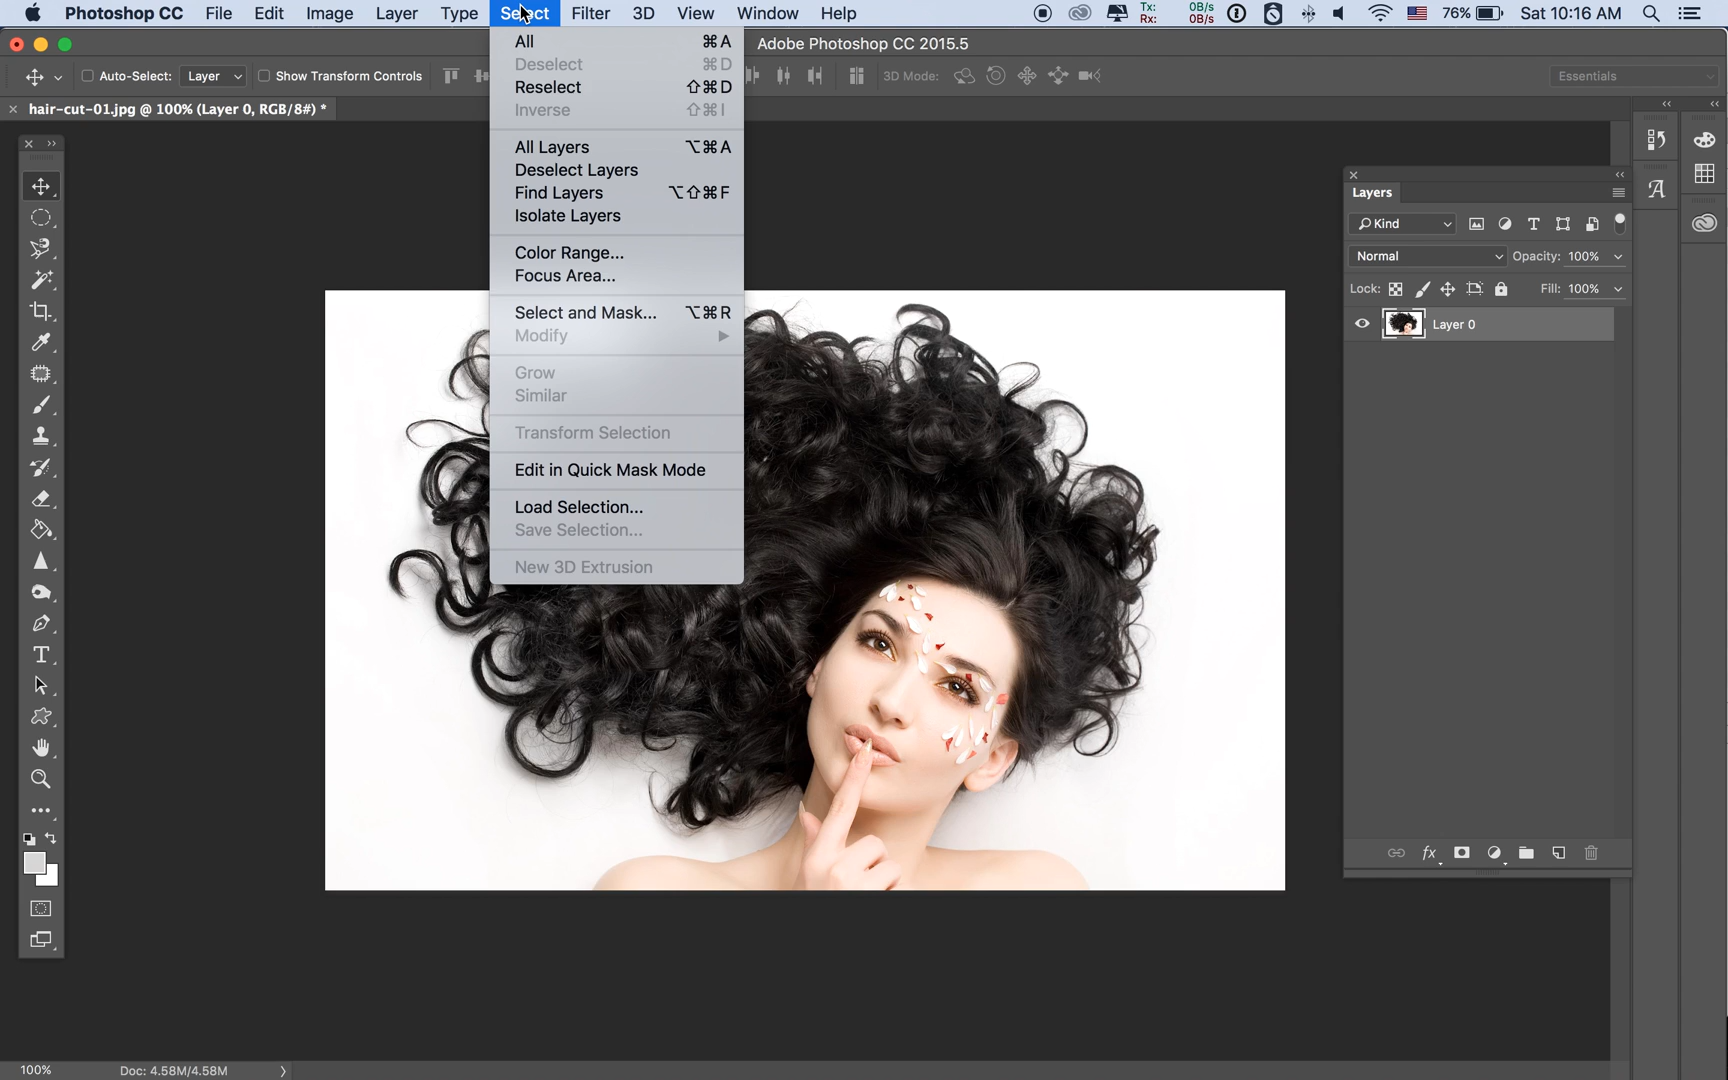 Photoshop CC File Edit Image Layer Type Select Filter 3D View Window Help Tx: 0B/s Rx: 0B/s 76% Sat 10:16 AM
Adobe Photoshop CC 2015.5
Auto-Select: Layer Show Transform Controls 3D Mode: Essentials
hair-cut-01.jpg @ 100% (Layer 0, RGB/8#) *
All ⌘A
Deselect ⌘D
Reselect ⇧⌘D
Inverse ⇧⌘I
All Layers ⌥⌘A
Deselect Layers
Find Layers ⌥⇧⌘F
Isolate Layers
Color Range...
Focus Area...
Select and Mask... ⌥⌘R
Modify
Grow
Similar
Transform Selection
Edit in Quick Mask Mode
Load Selection...
Save Selection...
New 3D Extrusion
Layers
Kind
Normal Opacity: 100%
Lock: Fill: 100%
Layer 0
100% Doc: 4.58M/4.58M